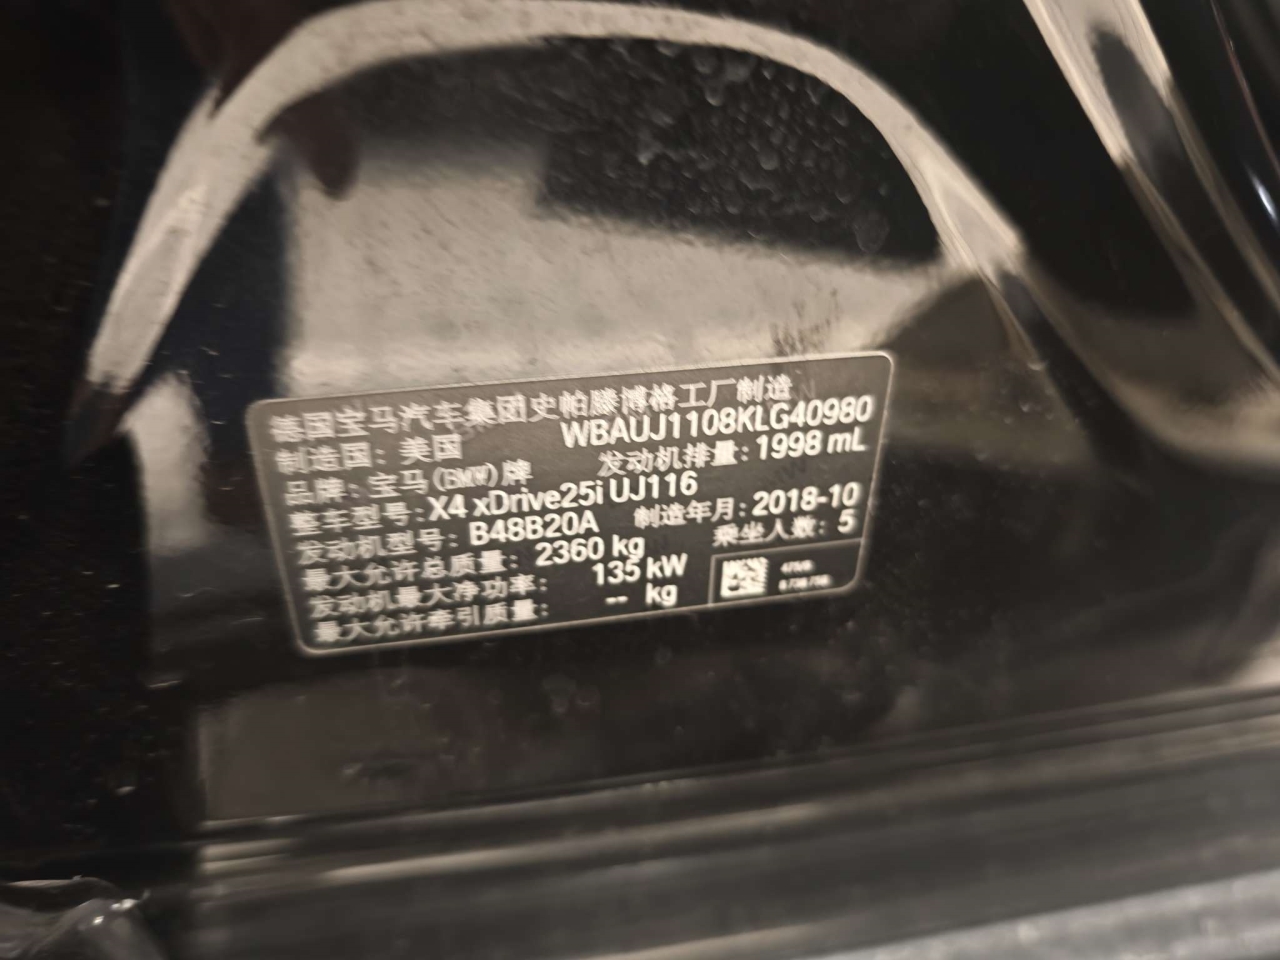 德国宝马汽车集团史帕滕博格工厂制造
制造国：美国 WBAUJ1108KLG40980
品牌：宝马(BMW)牌 发动机排量：1998 mL
整车型号：X4 xDrive25i UJ116
发动机型号：B48B20A 制造年月：2018-10
最大允许总质量：2360 kg 乘坐人数：5
发动机最大净功率：135 kW
最大允许牵引质量：-- kg